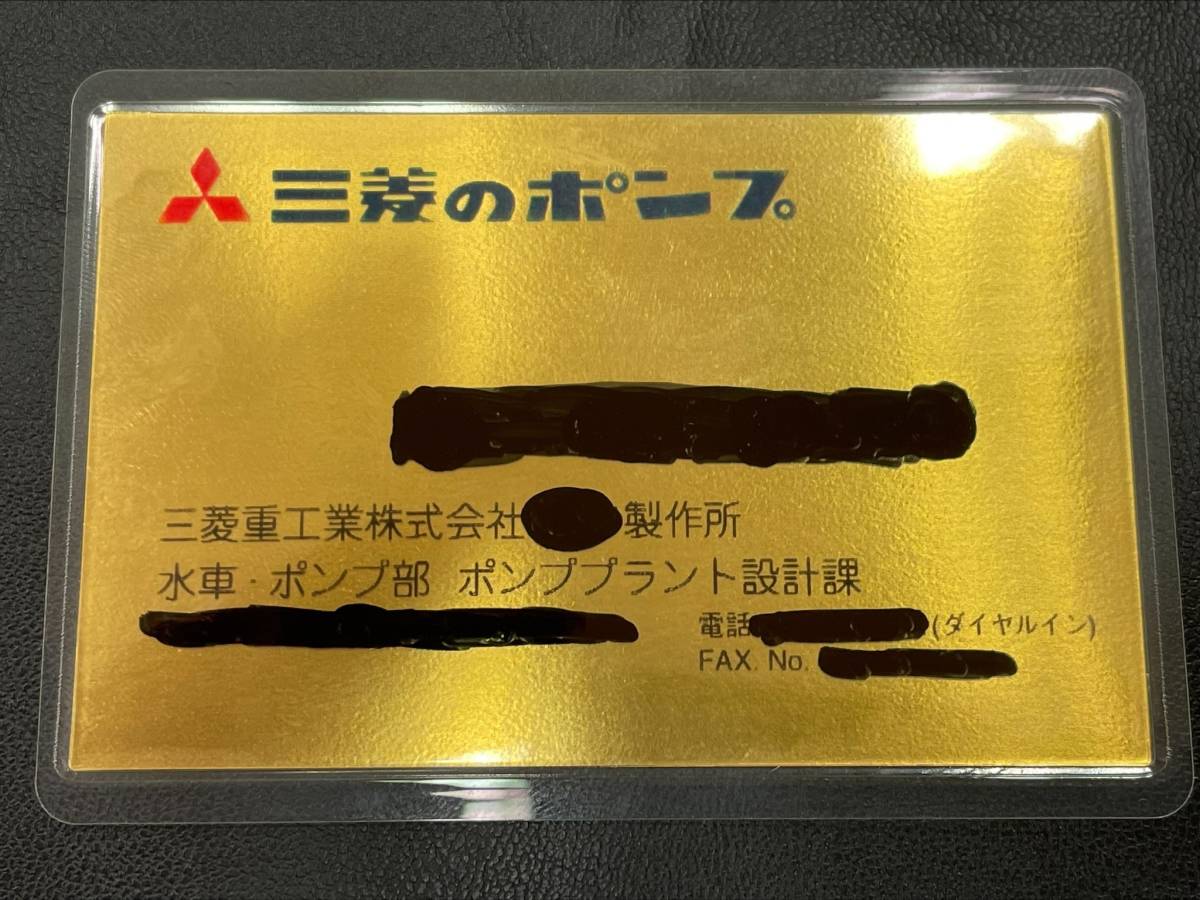 三菱のポンプ
三菱重工業株式会社 製作所
水車・ポンプ部 ポンププラント設計課
電話 (ダイヤルイン)
FAX. No.